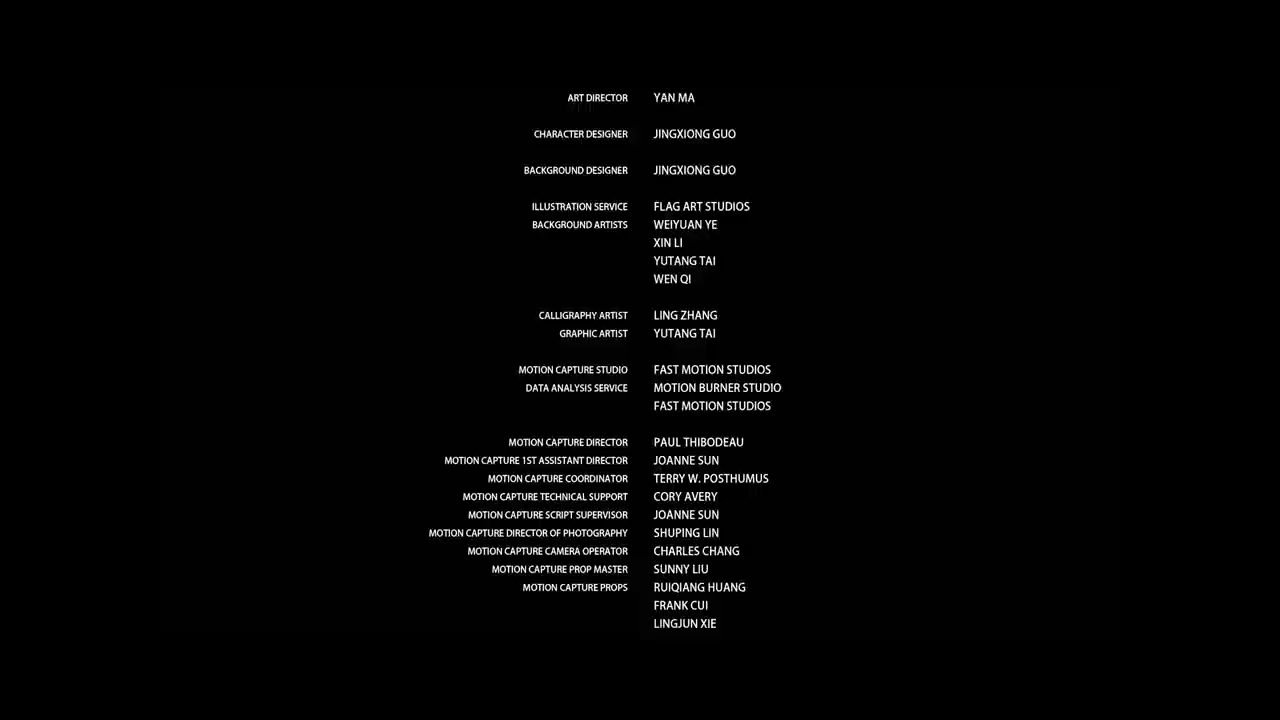 ART DIRECTOR YAN MA
CHARACTER DESIGNER JINGXIONG GUO
BACKGROUND DESIGNER JINGXIONG GUO
ILLUSTRATION SERVICE FLAG ART STUDIOS
BACKGROUND ARTISTS WEIYUAN YE
XIN LI
YUTANG TAI
WEN QI
CALLIGRAPHY ARTIST LING ZHANG
GRAPHIC ARTIST YUTANG TAI
MOTION CAPTURE STUDIO FAST MOTION STUDIOS
DATA ANALYSIS SERVICE MOTION BURNER STUDIO
FAST MOTION STUDIOS
MOTION CAPTURE DIRECTOR PAUL THIBODEAU
MOTION CAPTURE 1ST ASSISTANT DIRECTOR JOANNE SUN
MOTION CAPTURE COORDINATOR TERRY W. POSTHUMUS
MOTION CAPTURE TECHNICAL SUPPORT CORY AVERY
MOTION CAPTURE SCRIPT SUPERVISOR JOANNE SUN
MOTION CAPTURE DIRECTOR OF PHOTOGRAPHY SHUPING LIN
MOTION CAPTURE CAMERA OPERATOR CHARLES CHANG
MOTION CAPTURE PROP MASTER SUNNY LIU
MOTION CAPTURE PROPS RUIQIANG HUANG
FRANK CUI
LINGJUN XIE